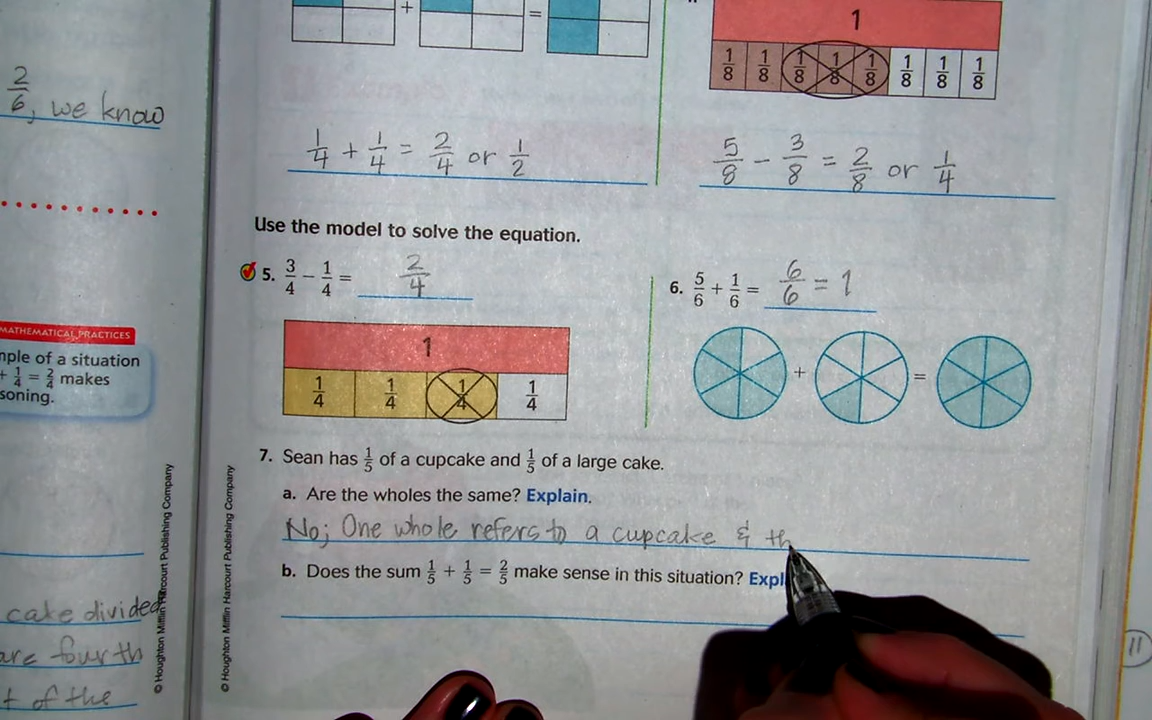 + =
1
1/8 1/8 1/8 1/8 1/8 1/8 1/8 1/8
2/6, we know
1/4 + 1/4 = 2/4 or 1/2
5/8 - 3/8 = 2/8 or 1/4
Use the model to solve the equation.
5. 3/4 - 1/4 = 2/4
1
1/4 1/4 1/4 1/4
6. 5/6 + 1/6 = 6/6 = 1
+ =
MATHEMATICAL PRACTICES
of a situation
+ 1/4 = 2/4 makes
7. Sean has 1/5 of a cupcake and 1/5 of a large cake.
a. Are the wholes the same? Explain.
No; One whole refers to a cupcake & th
b. Does the sum 1/5 + 1/5 = 2/5 make sense in this situation? Expl
cake divided
are fourth
of the
© Houghton Mifflin Harcourt Publishing Company
© Houghton Mifflin Harcourt Publishing Company
11